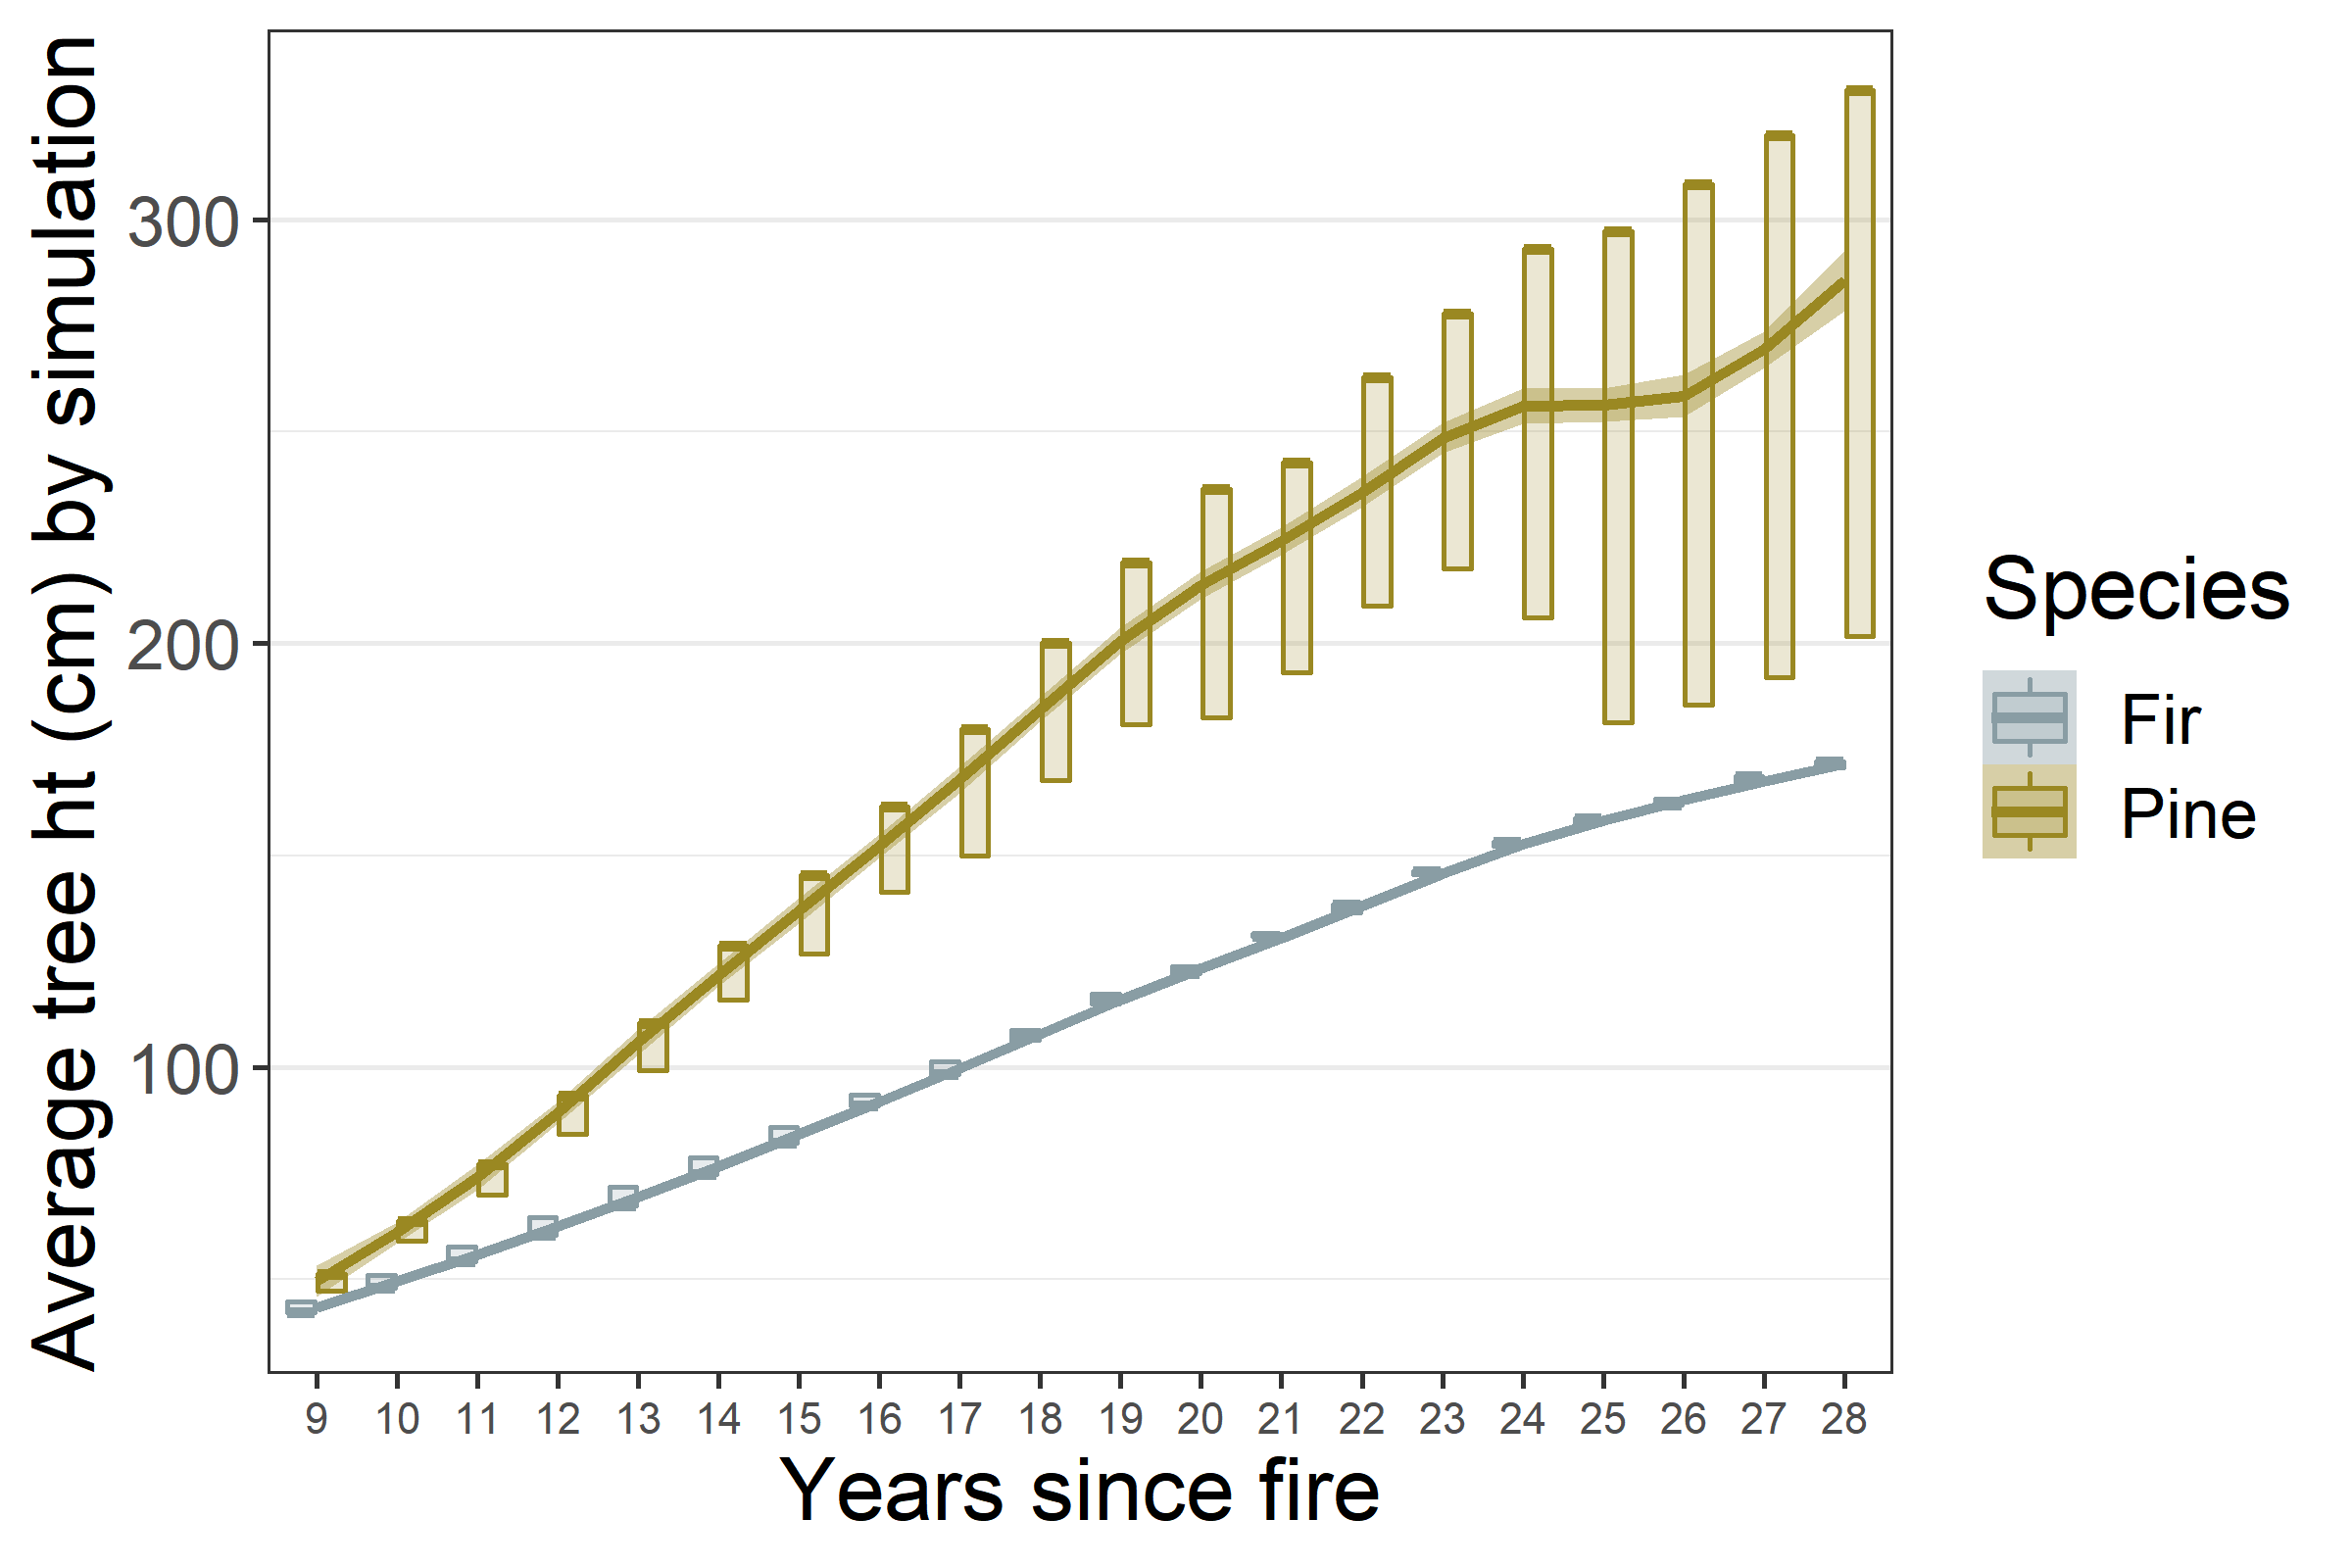 Average tree ht (cm) by simulation
300
200
100
9 10 11 12 13 14 15 16 17 18 19 20 21 22 23 24 25 26 27 28
Years since fire
Species
Fir
Pine